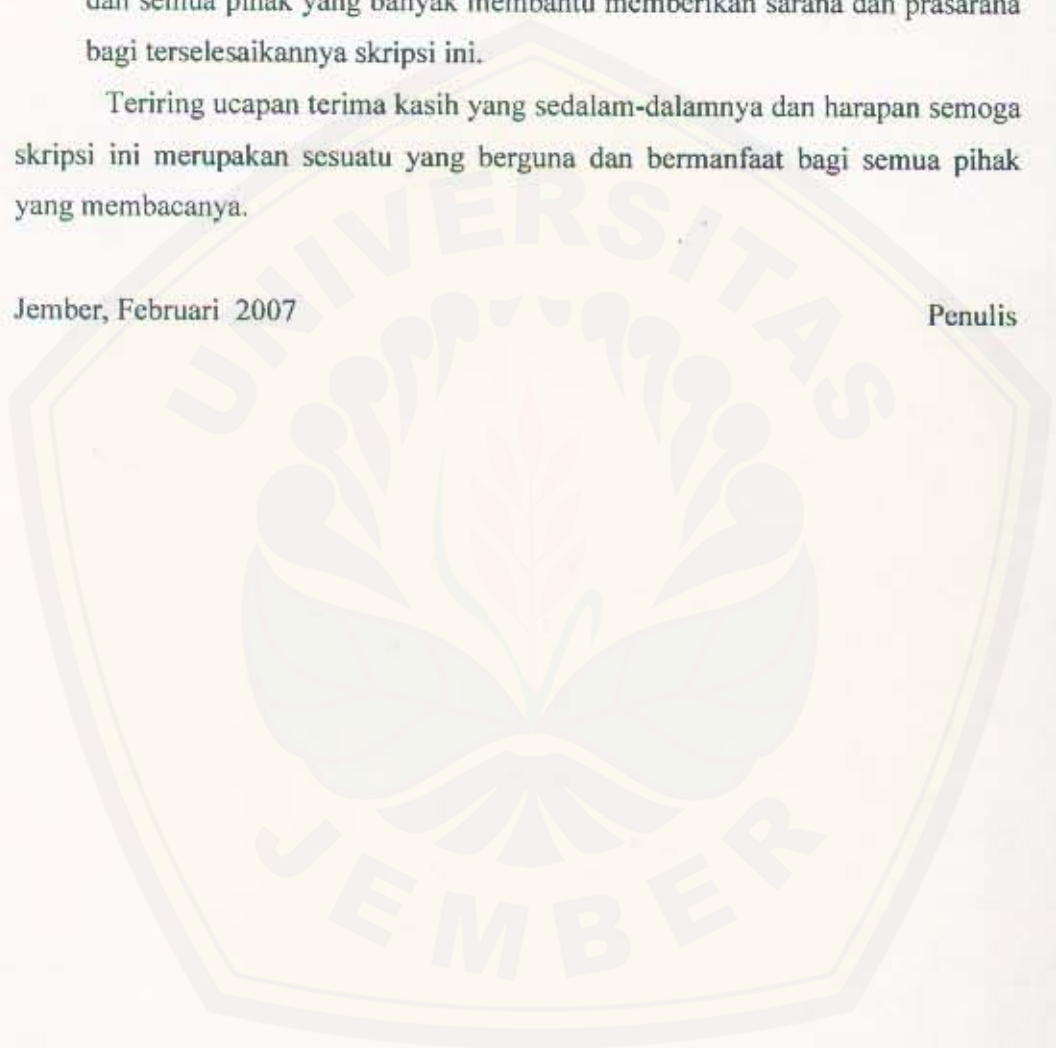 dan semua pihak yang banyak membantu memberikan sarana dan prasarana
bagi terselesaikannya skripsi ini.
Teriring ucapan terima kasih yang sedalam-dalamnya dan harapan semoga
skripsi ini merupakan sesuatu yang berguna dan bermanfaat bagi semua pihak
yang membacanya.
Jember, Februari 2007 Penulis
UNIVERSITAS
JEMBER